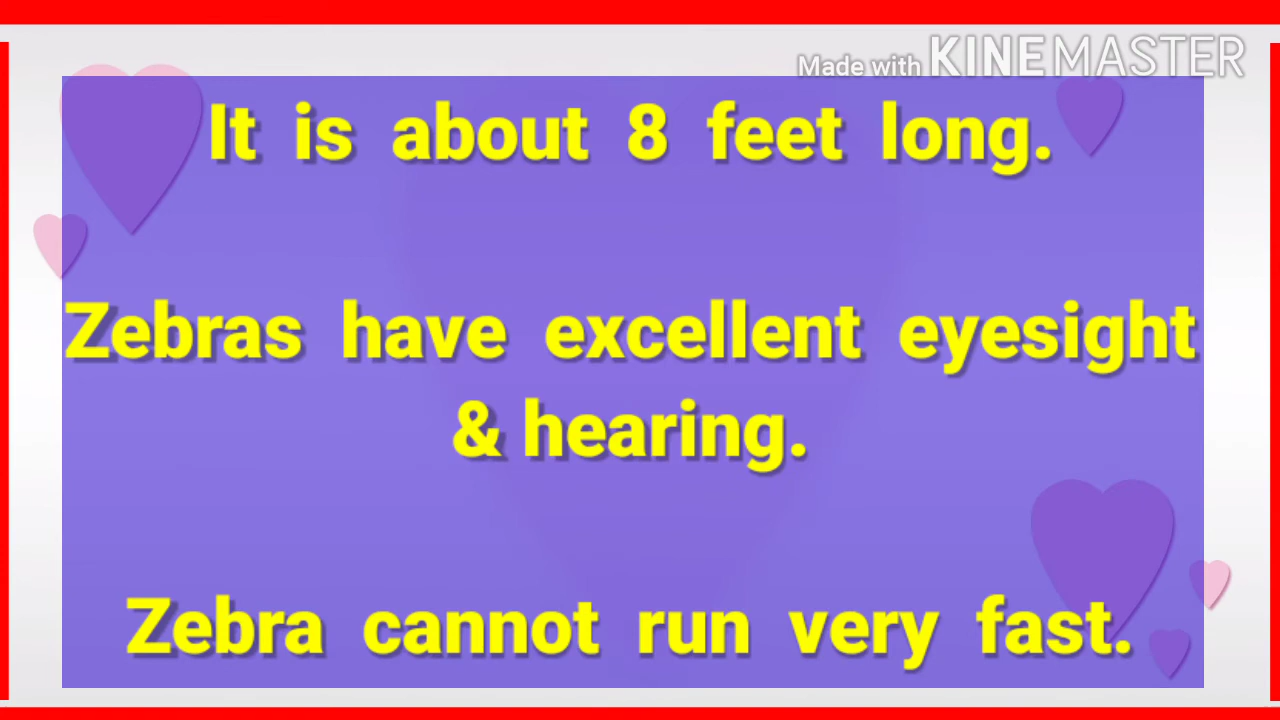 Made with KINEMASTER
It is about 8 feet long.
Zebras have excellent eyesight
& hearing.
Zebra cannot run very fast.